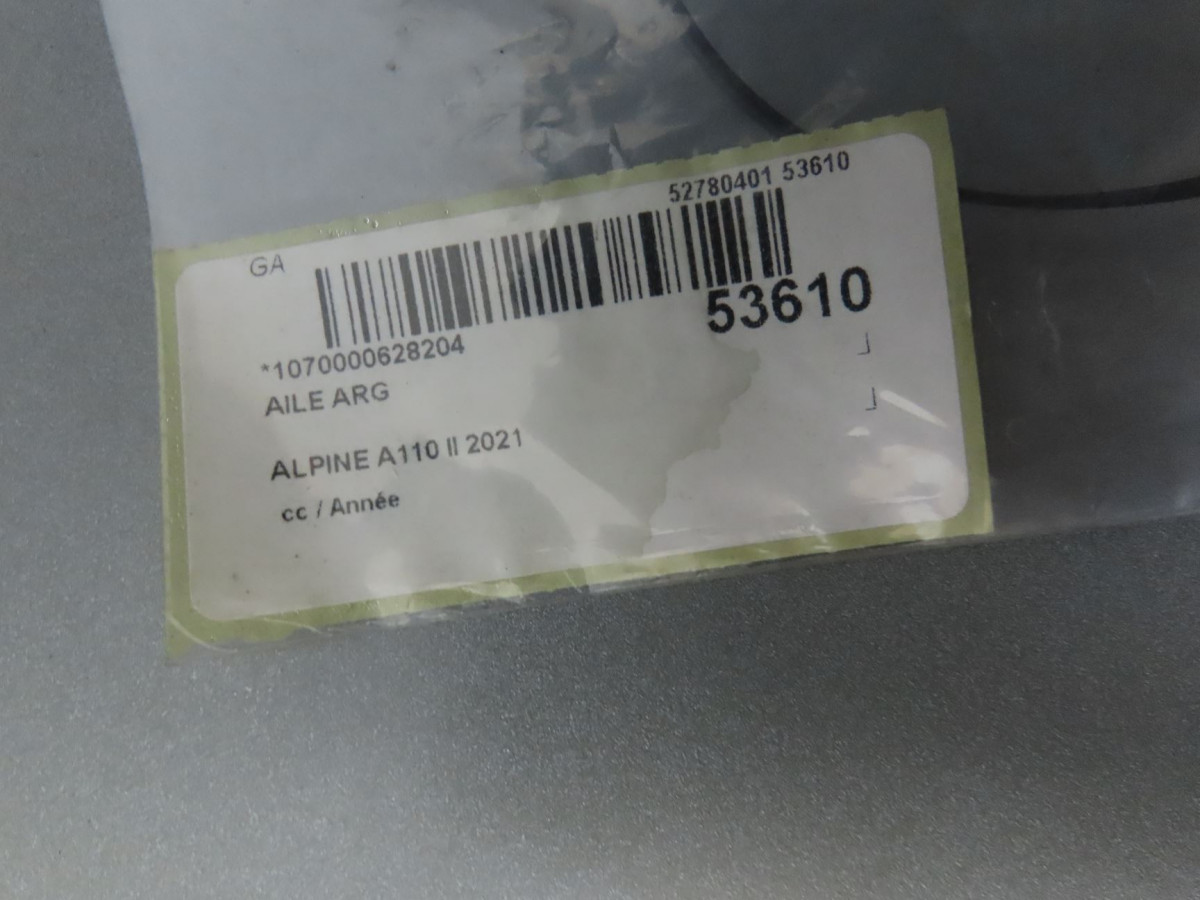 52780401 53610
GA
53610
*1070000628204
AILE ARG
ALPINE A110 II 2021
cc / Année